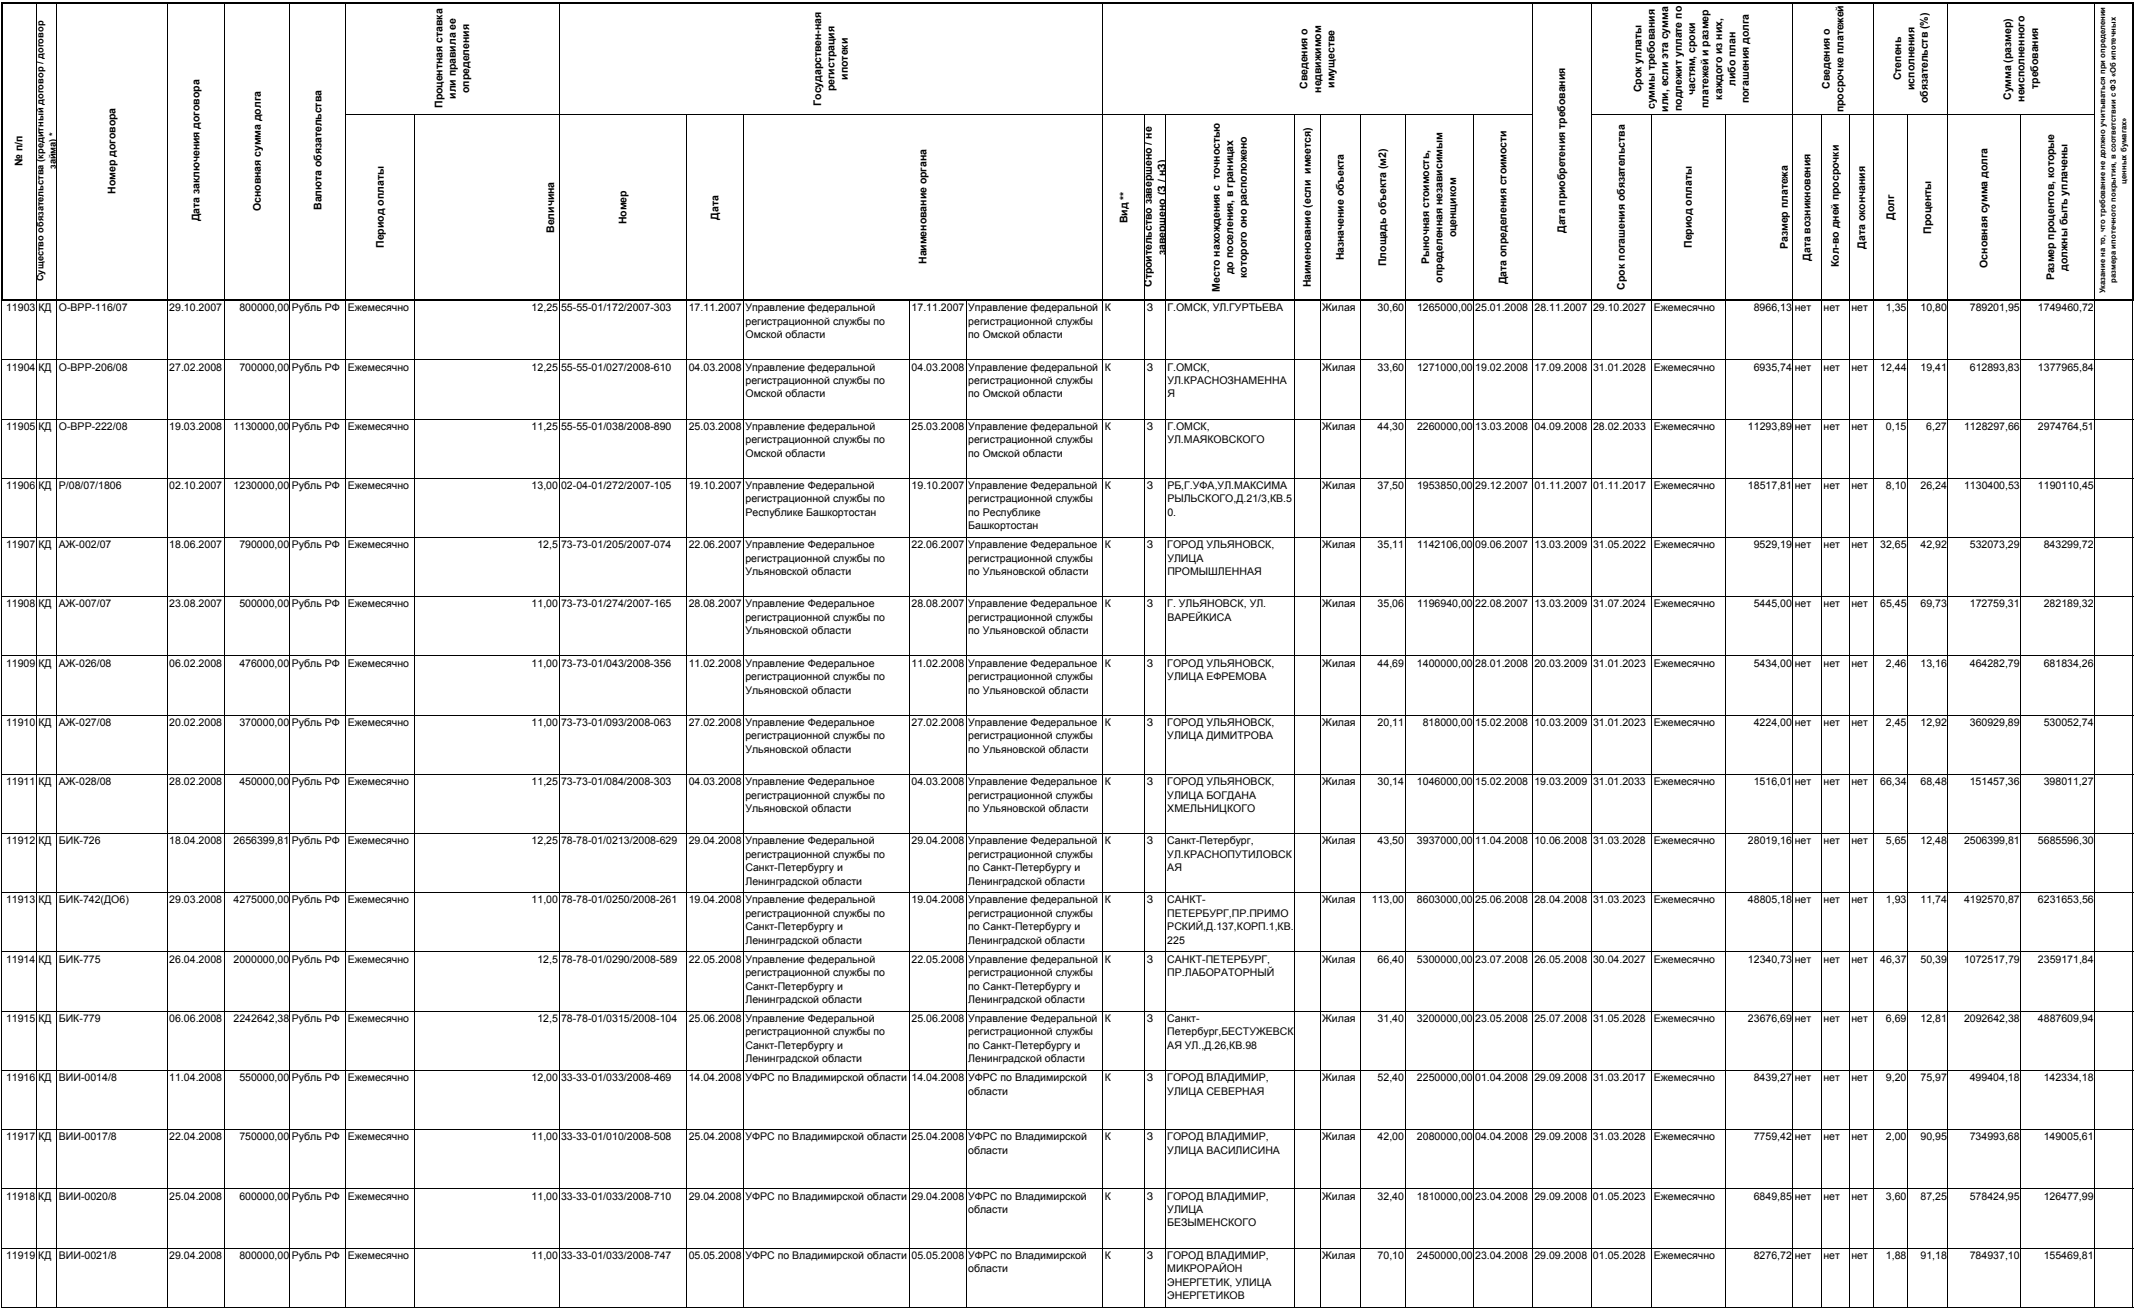 № п/п
Существо обязательства (кредитный договор / договор займа) *
Номер договора
Дата заключения договора
Основная сумма долга
Валюта обязательства
Процентная ставка или правила ее определения
Период оплаты
Величина
Государствен-ная регистрация ипотеки
Номер
Дата
Наименование органа
Сведения о недвижимом имуществе
Вид **
Строительство завершено / не завершено (З / нЗ)
Место нахождения с точностью до поселения, в границах которого оно расположено
Наименование (если имеется)
Назначение объекта
Площадь объекта (м2)
Рыночная стоимость, определенная независимым оценщиком
Дата определения стоимости
Дата приобретения требования
Срок уплаты суммы требования или, если эта сумма подлежит уплате по частям, сроки платежей и размер каждого из них, либо план погашения долга
Срок погашения обязательства
Период оплаты
Размер платежа
Сведения о просрочке платежей
Дата возникновения
Кол-во дней просрочки
Дата окончания
Степень исполнения обязательств (%)
Долг
Проценты
Сумма (размер) неисполненного требования
Основная сумма долга
Размер процентов, которые должны быть уплачены
Указание на то, что требование не должно учитываться при определении размера ипотечного покрытия, в соответствии с ФЗ «Об ипотечных ценных бумагах»
11903 КД О-ВРР-116/07 29.10.2007 800000,00 Рубль РФ Ежемесячно 12,25 55-55-01/172/2007-303 17.11.2007 Управление федеральной регистрационной службы по Омской области 17.11.2007 Управление федеральной регистрационной службы по Омской области К З Г.ОМСК, УЛ.ГУРТЬЕВА Жилая 30,60 1265000,00 25.01.2008 28.11.2007 29.10.2027 Ежемесячно 8966,13 нет нет нет 1,35 10,80 789201,95 1749460,72
11904 КД О-ВРР-206/08 27.02.2008 700000,00 Рубль РФ Ежемесячно 12,25 55-55-01/027/2008-610 04.03.2008 Управление федеральной регистрационной службы по Омской области 04.03.2008 Управление федеральной регистрационной службы по Омской области К З Г.ОМСК, УЛ.КРАСНОЗНАМЕННАЯ Жилая 33,60 1271000,00 19.02.2008 17.09.2008 31.01.2028 Ежемесячно 6935,74 нет нет нет 12,44 19,41 612893,83 1377965,84
11905 КД О-ВРР-222/08 19.03.2008 1130000,00 Рубль РФ Ежемесячно 11,25 55-55-01/038/2008-890 25.03.2008 Управление федеральной регистрационной службы по Омской области 25.03.2008 Управление федеральной регистрационной службы по Омской области К З Г.ОМСК, УЛ.МАЯКОВСКОГО Жилая 44,30 2260000,00 13.03.2008 04.09.2008 28.02.2033 Ежемесячно 11293,89 нет нет нет 0,15 6,27 1128297,66 2974764,51
11906 КД Р/08/07/1806 02.10.2007 1230000,00 Рубль РФ Ежемесячно 13,00 02-04-01/272/2007-105 19.10.2007 Управление Федеральной регистрационной службы по Республике Башкортостан 19.10.2007 Управление Федеральной регистрационной службы по Республике Башкортостан К З РБ,Г.УФА,УЛ.МАКСИМА РЫЛЬСКОГО,Д.21/3,КВ.50. Жилая 37,50 1953850,00 29.12.2007 01.11.2007 01.11.2017 Ежемесячно 18517,81 нет нет нет 8,10 26,24 1130400,53 1190110,45
11907 КД АЖ-002/07 18.06.2007 790000,00 Рубль РФ Ежемесячно 12,5 73-73-01/205/2007-074 22.06.2007 Управление Федеральное регистрационной службы по Ульяновской области 22.06.2007 Управление Федеральное регистрационной службы по Ульяновской области К З ГОРОД УЛЬЯНОВСК, УЛИЦА ПРОМЫШЛЕННАЯ Жилая 35,11 1142106,00 09.06.2007 13.03.2009 31.05.2022 Ежемесячно 9529,19 нет нет нет 32,65 42,92 532073,29 843299,72
11908 КД АЖ-007/07 23.08.2007 500000,00 Рубль РФ Ежемесячно 11,00 73-73-01/274/2007-165 28.08.2007 Управление Федеральное регистрационной службы по Ульяновской области 28.08.2007 Управление Федеральное регистрационной службы по Ульяновской области К З Г. УЛЬЯНОВСК, УЛ. ВАРЕЙКИСА Жилая 35,06 1196940,00 22.08.2007 13.03.2009 31.07.2024 Ежемесячно 5445,00 нет нет нет 65,45 69,73 172759,31 282189,32
11909 КД АЖ-026/08 06.02.2008 476000,00 Рубль РФ Ежемесячно 11,00 73-73-01/043/2008-356 11.02.2008 Управление Федеральное регистрационной службы по Ульяновской области 11.02.2008 Управление Федеральное регистрационной службы по Ульяновской области К З ГОРОД УЛЬЯНОВСК, УЛИЦА ЕФРЕМОВА Жилая 44,69 1400000,00 28.01.2008 20.03.2009 31.01.2023 Ежемесячно 5434,00 нет нет нет 2,46 13,16 464282,79 681834,26
11910 КД АЖ-027/08 20.02.2008 370000,00 Рубль РФ Ежемесячно 11,00 73-73-01/093/2008-063 27.02.2008 Управление Федеральное регистрационной службы по Ульяновской области 27.02.2008 Управление Федеральное регистрационной службы по Ульяновской области К З ГОРОД УЛЬЯНОВСК, УЛИЦА ДИМИТРОВА Жилая 20,11 818000,00 15.02.2008 10.03.2009 31.01.2023 Ежемесячно 4224,00 нет нет нет 2,45 12,92 360929,89 530052,74
11911 КД АЖ-028/08 28.02.2008 450000,00 Рубль РФ Ежемесячно 11,25 73-73-01/084/2008-303 04.03.2008 Управление Федеральное регистрационной службы по Ульяновской области 04.03.2008 Управление Федеральное регистрационной службы по Ульяновской области К З ГОРОД УЛЬЯНОВСК, УЛИЦА БОГДАНА ХМЕЛЬНИЦКОГО Жилая 30,14 1046000,00 15.02.2008 19.03.2009 31.01.2033 Ежемесячно 1516,01 нет нет нет 66,34 68,48 151457,36 398011,27
11912 КД БИК-726 18.04.2008 2656399,81 Рубль РФ Ежемесячно 12,25 78-78-01/0213/2008-629 29.04.2008 Управление Федеральной регистрационной службы по Санкт-Петербургу и Ленинградской области 29.04.2008 Управление Федеральной регистрационной службы по Санкт-Петербургу и Ленинградской области К З Санкт-Петербург, УЛ.КРАСНОПУТИЛОВСКАЯ Жилая 43,50 3937000,00 11.04.2008 10.06.2008 31.03.2028 Ежемесячно 28019,16 нет нет нет 5,65 12,48 2506399,81 5685596,30
11913 КД БИК-742(ДО6) 29.03.2008 4275000,00 Рубль РФ Ежемесячно 11,00 78-78-01/0250/2008-261 19.04.2008 Управление федеральной регистрационной службы по Санкт-Петербургу и Ленинградской области 19.04.2008 Управление федеральной регистрационной службы по Санкт-Петербургу и Ленинградской области К З САНКТ-ПЕТЕРБУРГ,ПР.ПРИМОРСКИЙ,Д.137,КОРП.1,КВ.225 Жилая 113,00 8603000,00 25.06.2008 28.04.2008 31.03.2023 Ежемесячно 48805,18 нет нет нет 1,93 11,74 4192570,87 6231653,56
11914 КД БИК-775 26.04.2008 2000000,00 Рубль РФ Ежемесячно 12,5 78-78-01/0290/2008-589 22.05.2008 Управление федеральной регистрационной службы по Санкт-Петербургу и Ленинградской области 22.05.2008 Управление федеральной регистрационной службы по Санкт-Петербургу и Ленинградской области К З САНКТ-ПЕТЕРБУРГ, ПР.ЛАБОРАТОРНЫЙ Жилая 66,40 5300000,00 23.07.2008 26.05.2008 30.04.2027 Ежемесячно 12340,73 нет нет нет 46,37 50,39 1072517,79 2359171,84
11915 КД БИК-779 06.06.2008 2242642,38 Рубль РФ Ежемесячно 12,5 78-78-01/0315/2008-104 25.06.2008 Управление Федеральной регистрационной службы по Санкт-Петербургу и Ленинградской области 25.06.2008 Управление Федеральной регистрационной службы по Санкт-Петербургу и Ленинградской области К З Санкт-Петербург,БЕСТУЖЕВСКАЯ УЛ.,Д.26,КВ.98 Жилая 31,40 3200000,00 23.05.2008 25.07.2008 31.05.2028 Ежемесячно 23676,69 нет нет нет 6,69 12,81 2092642,38 4887609,94
11916 КД ВИИ-0014/8 11.04.2008 550000,00 Рубль РФ Ежемесячно 12,00 33-33-01/033/2008-469 14.04.2008 УФРС по Владимирской области 14.04.2008 УФРС по Владимирской области К З ГОРОД ВЛАДИМИР, УЛИЦА СЕВЕРНАЯ Жилая 52,40 2250000,00 01.04.2008 29.09.2008 31.03.2017 Ежемесячно 8439,27 нет нет нет 9,20 75,97 499404,18 142334,18
11917 КД ВИИ-0017/8 22.04.2008 750000,00 Рубль РФ Ежемесячно 11,00 33-33-01/010/2008-508 25.04.2008 УФРС по Владимирской области 25.04.2008 УФРС по Владимирской области К З ГОРОД ВЛАДИМИР, УЛИЦА ВАСИЛИСИНА Жилая 42,00 2080000,00 04.04.2008 29.09.2008 31.03.2028 Ежемесячно 7759,42 нет нет нет 2,00 90,95 734993,68 149005,61
11918 КД ВИИ-0020/8 25.04.2008 600000,00 Рубль РФ Ежемесячно 11,00 33-33-01/033/2008-710 29.04.2008 УФРС по Владимирской области 29.04.2008 УФРС по Владимирской области К З ГОРОД ВЛАДИМИР, УЛИЦА БЕЗЫМЕНСКОГО Жилая 32,40 1810000,00 23.04.2008 29.09.2008 01.05.2023 Ежемесячно 6849,85 нет нет нет 3,60 87,25 578424,95 126477,99
11919 КД ВИИ-0021/8 29.04.2008 800000,00 Рубль РФ Ежемесячно 11,00 33-33-01/033/2008-747 05.05.2008 УФРС по Владимирской области 05.05.2008 УФРС по Владимирской области К З ГОРОД ВЛАДИМИР, МИКРОРАЙОН ЭНЕРГЕТИК, УЛИЦА ЭНЕРГЕТИКОВ Жилая 70,10 2450000,00 23.04.2008 29.09.2008 01.05.2028 Ежемесячно 8276,72 нет нет нет 1,88 91,18 784937,10 155469,81